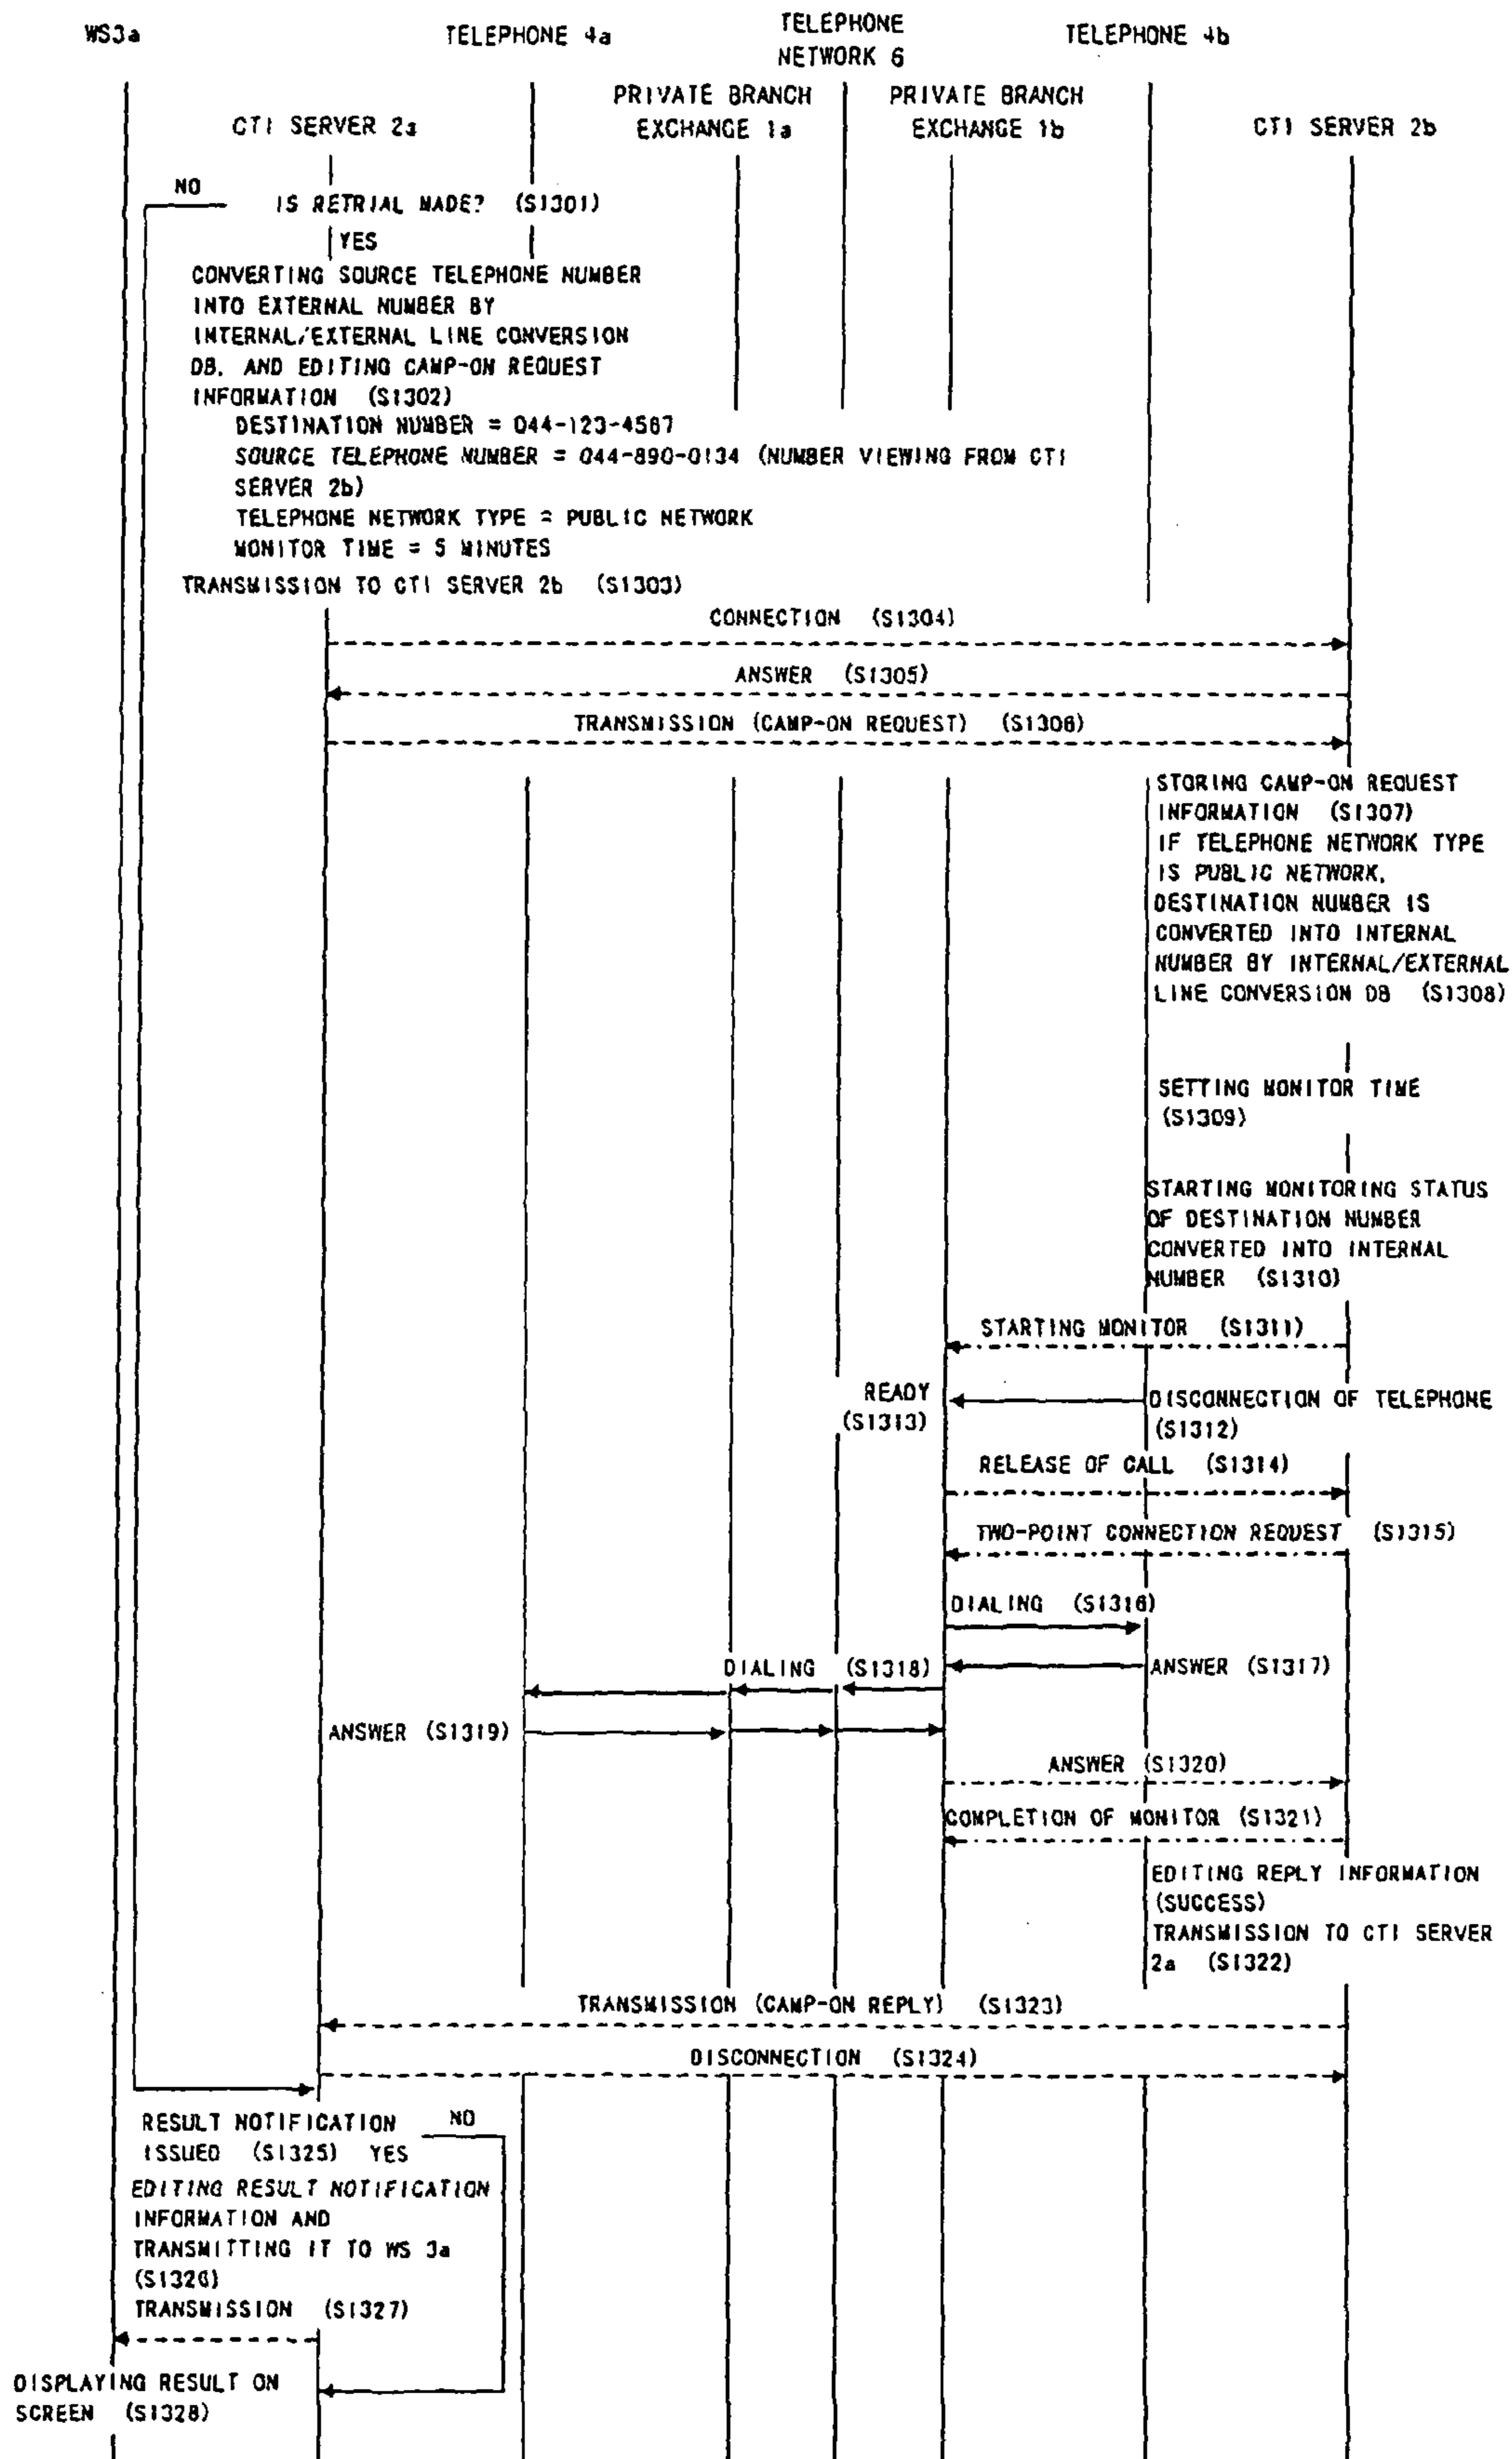 WS3a
TELEPHONE 4a
TELEPHONE
NETWORK 6
TELEPHONE 4b
CTI SERVER 2a
PRIVATE BRANCH
EXCHANGE 1a
PRIVATE BRANCH
EXCHANGE 1b
CTI SERVER 2b
NO
IS RETRIAL MADE? (S1301)
YES
CONVERTING SOURCE TELEPHONE NUMBER
INTO EXTERNAL NUMBER BY
INTERNAL/EXTERNAL LINE CONVERSION
DB, AND EDITING CAMP-ON REQUEST
INFORMATION (S1302)
DESTINATION NUMBER = 044-123-4567
SOURCE TELEPHONE NUMBER = 044-890-0134 (NUMBER VIEWING FROM CTI
SERVER 2b)
TELEPHONE NETWORK TYPE = PUBLIC NETWORK
MONITOR TIME = 5 MINUTES
TRANSMISSION TO CTI SERVER 2b (S1303)
CONNECTION (S1304)
ANSWER (S1305)
TRANSMISSION (CAMP-ON REQUEST) (S1306)
STORING CAMP-ON REQUEST
INFORMATION (S1307)
IF TELEPHONE NETWORK TYPE
IS PUBLIC NETWORK,
DESTINATION NUMBER IS
CONVERTED INTO INTERNAL
NUMBER BY INTERNAL/EXTERNAL
LINE CONVERSION DB (S1308)
SETTING MONITOR TIME
(S1309)
STARTING MONITORING STATUS
OF DESTINATION NUMBER
CONVERTED INTO INTERNAL
NUMBER (S1310)
STARTING MONITOR (S1311)
READY
(S1313)
DISCONNECTION OF TELEPHONE
(S1312)
RELEASE OF CALL (S1314)
TWO-POINT CONNECTION REQUEST (S1315)
DIALING (S1316)
DIALING (S1318)
ANSWER (S1317)
ANSWER (S1319)
ANSWER (S1320)
COMPLETION OF MONITOR (S1321)
EDITING REPLY INFORMATION
(SUCCESS)
TRANSMISSION TO CTI SERVER
2a (S1322)
TRANSMISSION (CAMP-ON REPLY) (S1323)
DISCONNECTION (S1324)
RESULT NOTIFICATION
ISSUED (S1325) YES
NO
EDITING RESULT NOTIFICATION
INFORMATION AND
TRANSMITTING IT TO WS 3a
(S1326)
TRANSMISSION (S1327)
DISPLAYING RESULT ON
SCREEN (S1328)